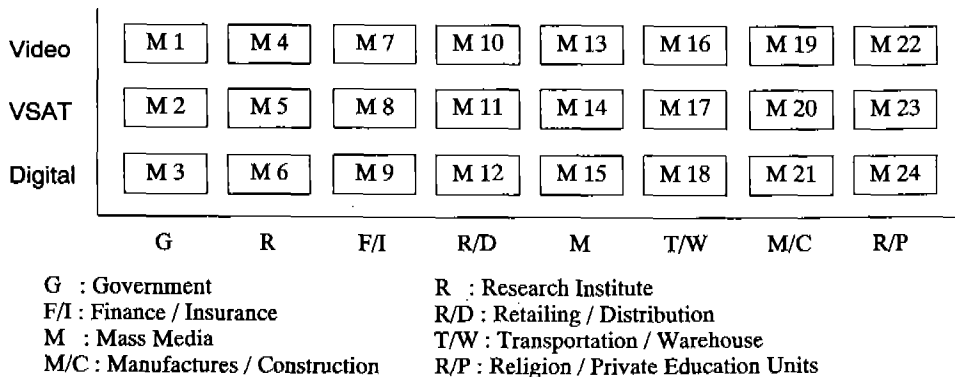 Video M 1 M 4 M 7 M 10 M 13 M 16 M 19 M 22
VSAT M 2 M 5 M 8 M 11 M 14 M 17 M 20 M 23
Digital M 3 M 6 M 9 M 12 M 15 M 18 M 21 M 24
G R F/I R/D M T/W M/C R/P
G : Government R : Research Institute
F/I : Finance / Insurance R/D : Retailing / Distribution
M : Mass Media T/W : Transportation / Warehouse
M/C : Manufactures / Construction R/P : Religion / Private Education Units